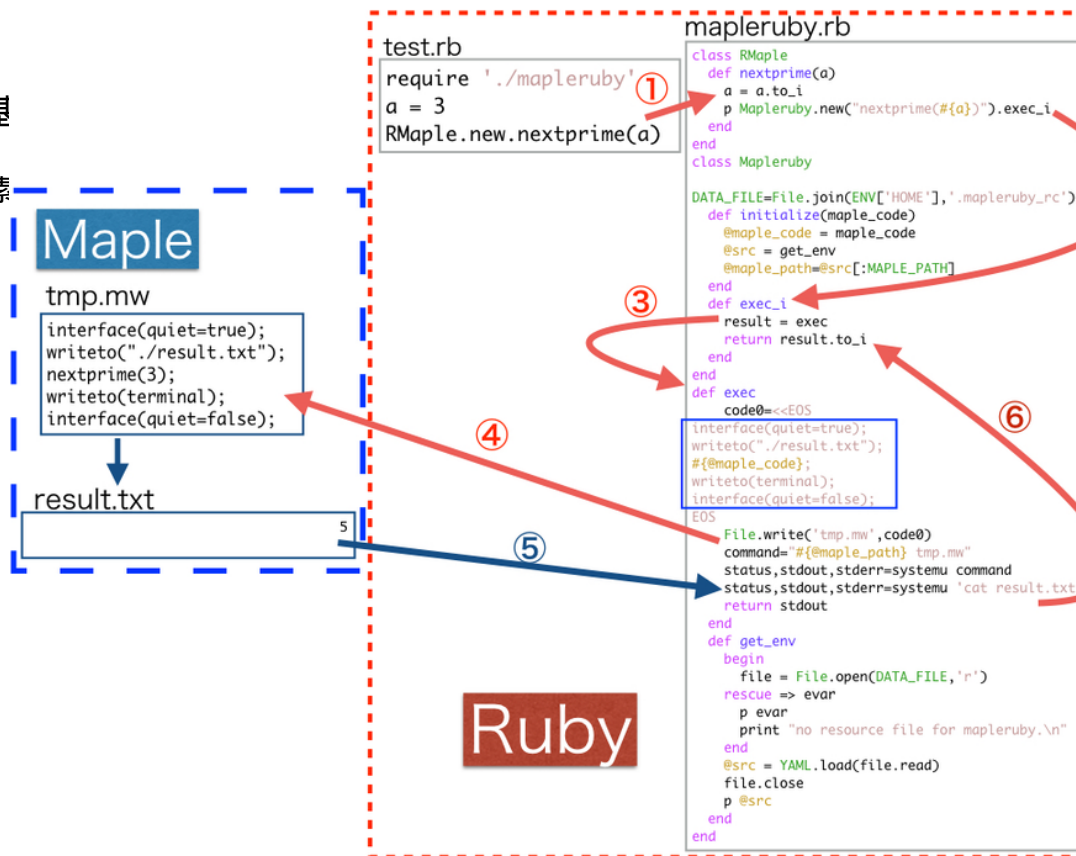 test.rb
require './mapleruby'
a = 3
RMaple.new.nextprime(a)
①
mapleruby.rb
class RMaple
  def nextprime(a)
    a = a.to_i
    p Mapleruby.new("nextprime(#{a})").exec_i
  end
end
class Mapleruby
DATA_FILE=File.join(ENV['HOME'],'.mapleruby_rc')
  def initialize(maple_code)
    @maple_code = maple_code
    @src = get_env
    @maple_path=@src[:MAPLE_PATH]
  end
  def exec_i
    result = exec
    return result.to_i
  end
end
def exec
    code0=<<EOS
interface(quiet=true);
writeto("./result.txt");
#{@maple_code};
writeto(terminal);
interface(quiet=false);
EOS
    File.write('tmp.mw',code0)
    command="#{@maple_path} tmp.mw"
    status,stdout,stderr=systemu command
    status,stdout,stderr=systemu 'cat result.txt
    return stdout
  end
  def get_env
    begin
      file = File.open(DATA_FILE,'r')
    rescue => evar
      p evar
      print "no resource file for mapleruby.\n"
    end
    @src = YAML.load(file.read)
    file.close
    p @src
  end
end
③
④
⑤
⑥
Maple
tmp.mw
interface(quiet=true);
writeto("./result.txt");
nextprime(3);
writeto(terminal);
interface(quiet=false);
result.txt
5
Ruby